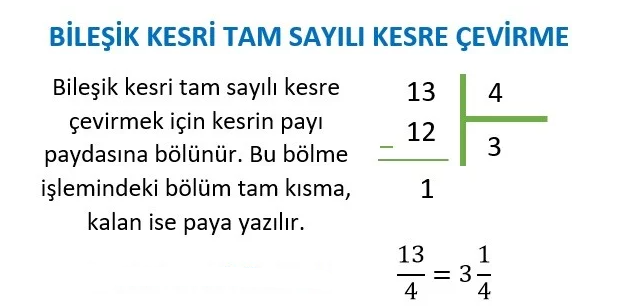 BİLEŞİK KESRİ TAM SAYILI KESRE ÇEVİRME
Bileşik kesri tam sayılı kesre
çevirmek için kesrin payı
paydasına bölünür. Bu bölme
işlemindeki bölüm tam kısma,
kalan ise paya yazılır.
13 4
− 12 3
1
13/4 = 3 1/4